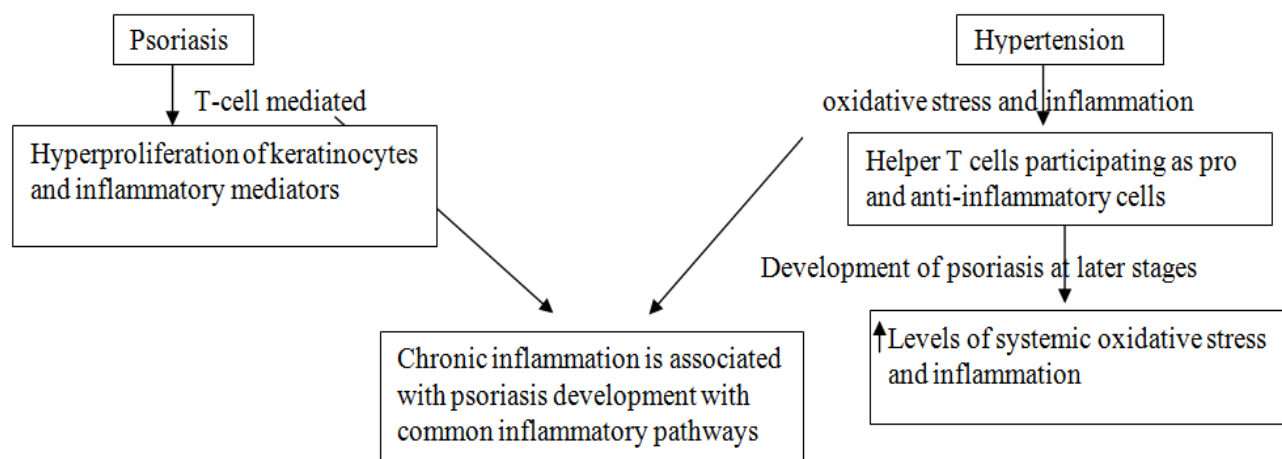 Psoriasis
Hypertension
T-cell mediated
oxidative stress and inflammation
Hyperproliferation of keratinocytes
and inflammatory mediators
Helper T cells participating as pro
and anti-inflammatory cells
Development of psoriasis at later stages
Levels of systemic oxidative stress
and inflammation
Chronic inflammation is associated
with psoriasis development with
common inflammatory pathways